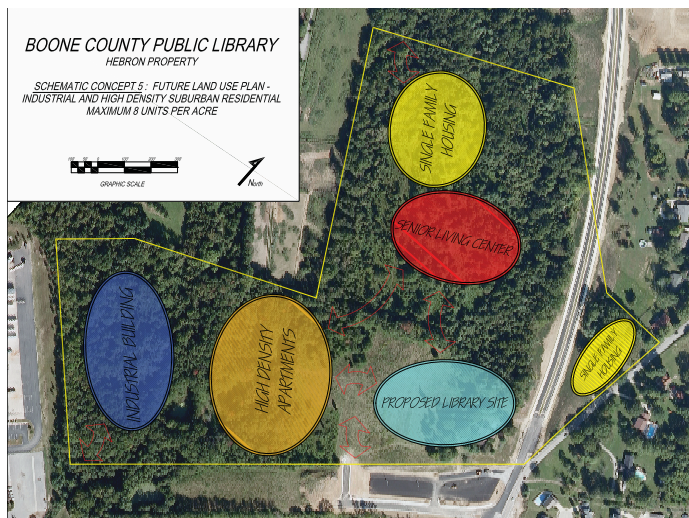 BOONE COUNTY PUBLIC LIBRARY
HEBRON PROPERTY
SCHEMATIC CONCEPT 5 : FUTURE LAND USE PLAN -
INDUSTRIAL AND HIGH DENSITY SUBURBAN RESIDENTIAL
MAXIMUM 8 UNITS PER ACRE
GRAPHIC SCALE
North
SINGLE FAMILY
HOUSING
SENIOR LIVING CENTER
INDUSTRIAL BUILDING
HIGH DENSITY
APARTMENTS
PROPOSED LIBRARY SITE
SINGLE FAMILY
HOUSING